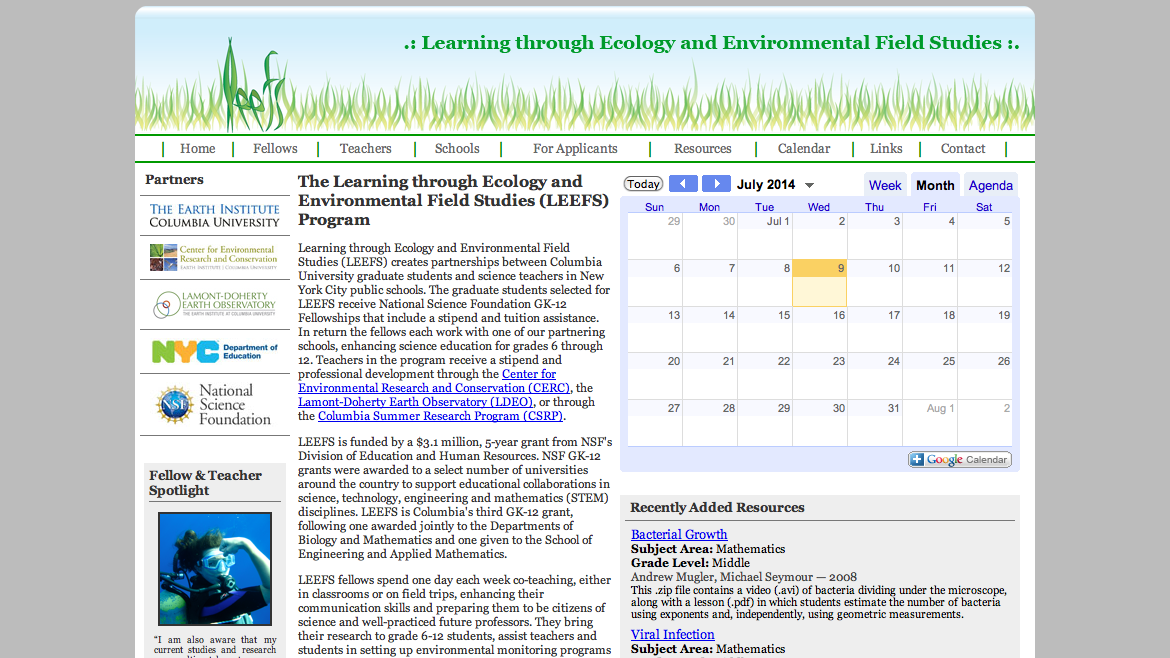 leefs
.: Learning through Ecology and Environmental Field Studies :.
Home
Fellows
Teachers
Schools
For Applicants
Resources
Calendar
Links
Contact
Partners
THE EARTH INSTITUTE
COLUMBIA UNIVERSITY
Center for Environmental
Research and Conservation
EARTH INSTITUTE | COLUMBIA UNIVERSITY
LAMONT-DOHERTY
EARTH OBSERVATORY
THE EARTH INSTITUTE AT COLUMBIA UNIVERSITY
NYC Department of
Education
NSF
National
Science
Foundation
Fellow & Teacher
Spotlight
"I am also aware that my
current studies and research
The Learning through Ecology and
Environmental Field Studies (LEEFS)
Program
Learning through Ecology and Environmental Field
Studies (LEEFS) creates partnerships between Columbia
University graduate students and science teachers in New
York City public schools. The graduate students selected for
LEEFS receive National Science Foundation GK-12
Fellowships that include a stipend and tuition assistance.
In return the fellows each work with one of our partnering
schools, enhancing science education for grades 6 through
12. Teachers in the program receive a stipend and
professional development through the Center for
Environmental Research and Conservation (CERC), the
Lamont-Doherty Earth Observatory (LDEO), or through
the Columbia Summer Research Program (CSRP).
LEEFS is funded by a $3.1 million, 5-year grant from NSF's
Division of Education and Human Resources. NSF GK-12
grants were awarded to a select number of universities
around the country to support educational collaborations in
science, technology, engineering and mathematics (STEM)
disciplines. LEEFS is Columbia's third GK-12 grant,
following one awarded jointly to the Departments of
Biology and Mathematics and one given to the School of
Engineering and Applied Mathematics.
LEEFS fellows spend one day each week co-teaching, either
in classrooms or on field trips, enhancing their
communication skills and preparing them to be citizens of
science and well-practiced future professors. They bring
their research to grade 6-12 students, assist teachers and
students in setting up environmental monitoring programs
Today
July 2014
Week
Month
Agenda
Sun Mon Tue Wed Thu Fri Sat
29 30 Jul 1 2 3 4 5
6 7 8 9 10 11 12
13 14 15 16 17 18 19
20 21 22 23 24 25 26
27 28 29 30 31 Aug 1 2
Google Calendar
Recently Added Resources
Bacterial Growth
Subject Area: Mathematics
Grade Level: Middle
Andrew Mugler, Michael Seymour — 2008
This .zip file contains a video (.avi) of bacteria dividing under the microscope,
along with a lesson (.pdf) in which students estimate the number of bacteria
using exponents and, independently, using geometric measurements.
Viral Infection
Subject Area: Mathematics